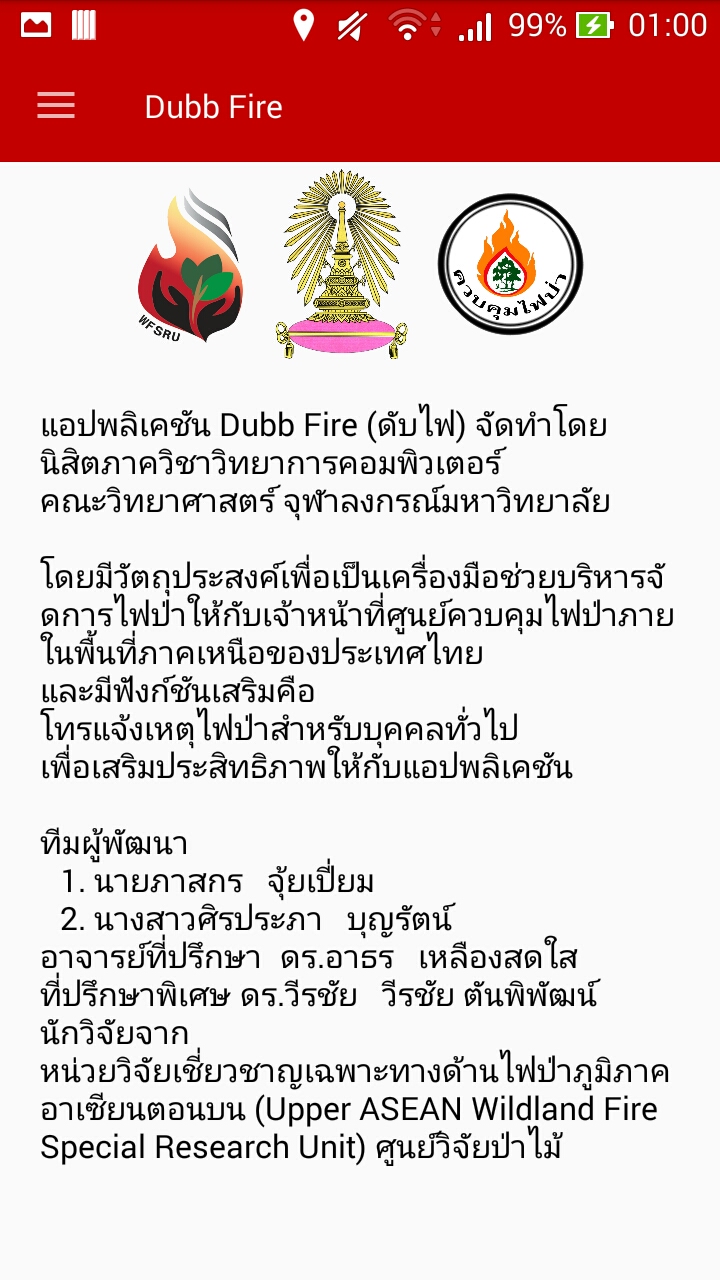 99% 01:00
Dubb Fire
WFSRU
ควบคุมไฟป่า
แอปพลิเคชัน Dubb Fire (ดับไฟ) จัดทำโดย
นิสิตภาควิชาวิทยาการคอมพิวเตอร์
คณะวิทยาศาสตร์ จุฬาลงกรณ์มหาวิทยาลัย
โดยมีวัตถุประสงค์เพื่อเป็นเครื่องมือช่วยบริหารจั
ดการไฟป่าให้กับเจ้าหน้าที่ศูนย์ควบคุมไฟป่าภาย
ในพื้นที่ภาคเหนือของประเทศไทย
และมีฟังก์ชันเสริมคือ
โทรแจ้งเหตุไฟป่าสำหรับบุคคลทั่วไป
เพื่อเสริมประสิทธิภาพให้กับแอปพลิเคชัน
ทีมผู้พัฒนา
1. นายภาสกร จุ้ยเปี่ยม
2. นางสาวศิรประภา บุญรัตน์
อาจารย์ที่ปรึกษา ดร.อาธร เหลืองสดใส
ที่ปรึกษาพิเศษ ดร.วีรชัย วีรชัย ตันพิพัฒน์
นักวิจัยจาก
หน่วยวิจัยเชี่ยวชาญเฉพาะทางด้านไฟป่าภูมิภาค
อาเซียนตอนบน (Upper ASEAN Wildland Fire
Special Research Unit) ศูนย์วิจัยป่าไม้